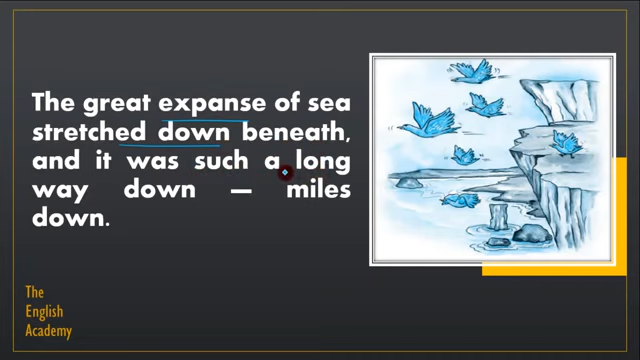 The great expanse of sea
stretched down beneath,
and it was such a long
way down — miles
down.
The
English
Academy